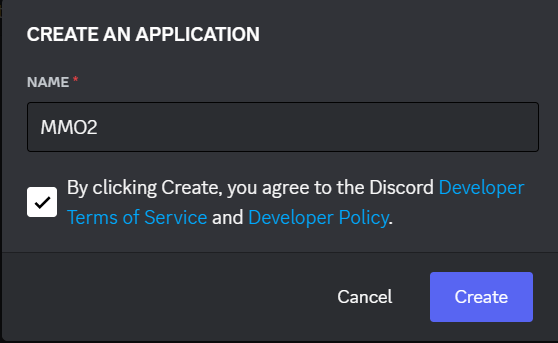 CREATE AN APPLICATION
NAME *
MMO2
By clicking Create, you agree to the Discord Developer
Terms of Service and Developer Policy.
Cancel
Create